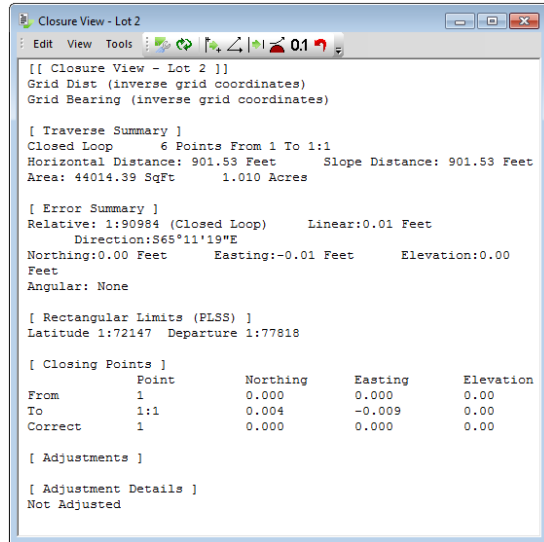 Closure View - Lot 2
Edit View Tools 0.1
[[ Closure View - Lot 2 ]]
Grid Dist (inverse grid coordinates)
Grid Bearing (inverse grid coordinates)
[ Traverse Summary ]
Closed Loop 6 Points From 1 To 1:1
Horizontal Distance: 901.53 Feet Slope Distance: 901.53 Feet
Area: 44014.39 SqFt 1.010 Acres
[ Error Summary ]
Relative: 1:90984 (Closed Loop) Linear:0.01 Feet
Direction:S65°11'19"E
Northing:0.00 Feet Easting:-0.01 Feet Elevation:0.00
Feet
Angular: None
[ Rectangular Limits (PLSS) ]
Latitude 1:72147 Departure 1:77818
[ Closing Points ]
Point Northing Easting Elevation
From 1 0.000 0.000 0.00
To 1:1 0.004 -0.009 0.00
Correct 1 0.000 0.000 0.00
[ Adjustments ]
[ Adjustment Details ]
Not Adjusted